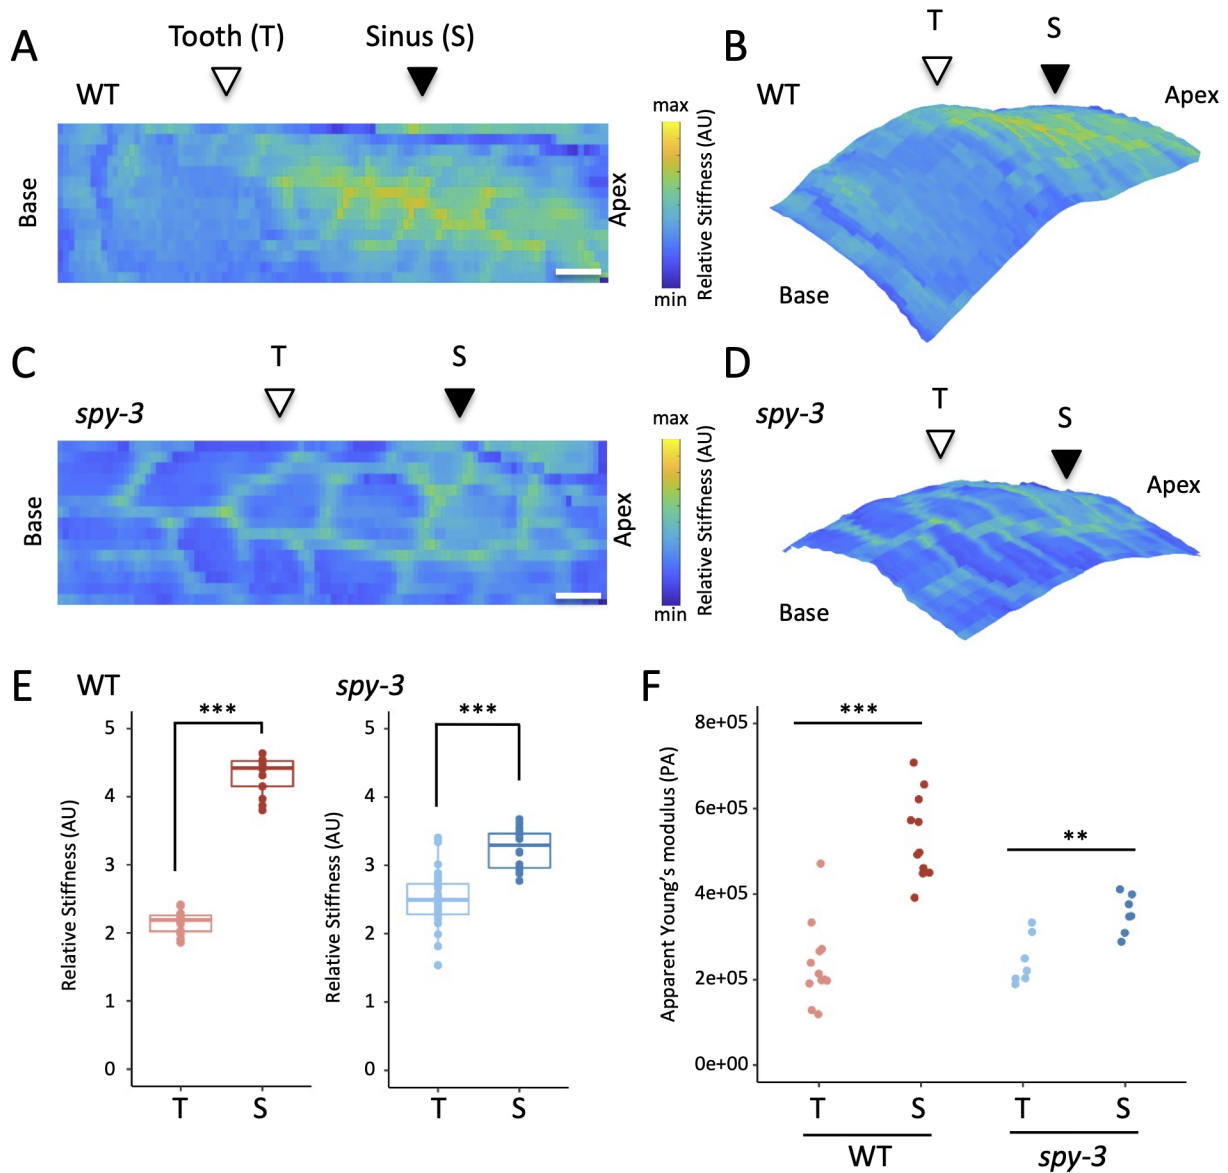 A
Tooth (T)
Sinus (S)
WT
Base
Apex
max
Relative Stiffness (AU)
min
B
T
S
WT
Apex
Base
C
T
S
spy-3
Base
Apex
max
Relative Stiffness (AU)
min
D
T
S
spy-3
Apex
Base
E
WT
***
Relative Stiffness (AU)
5
4
3
2
1
0
T
S
spy-3
***
Relative Stiffness (AU)
5
4
3
2
1
0
T
S
F
***
**
Apparent Young's modulus (PA)
8e+05
6e+05
4e+05
2e+05
0e+00
T
S
T
S
WT
spy-3